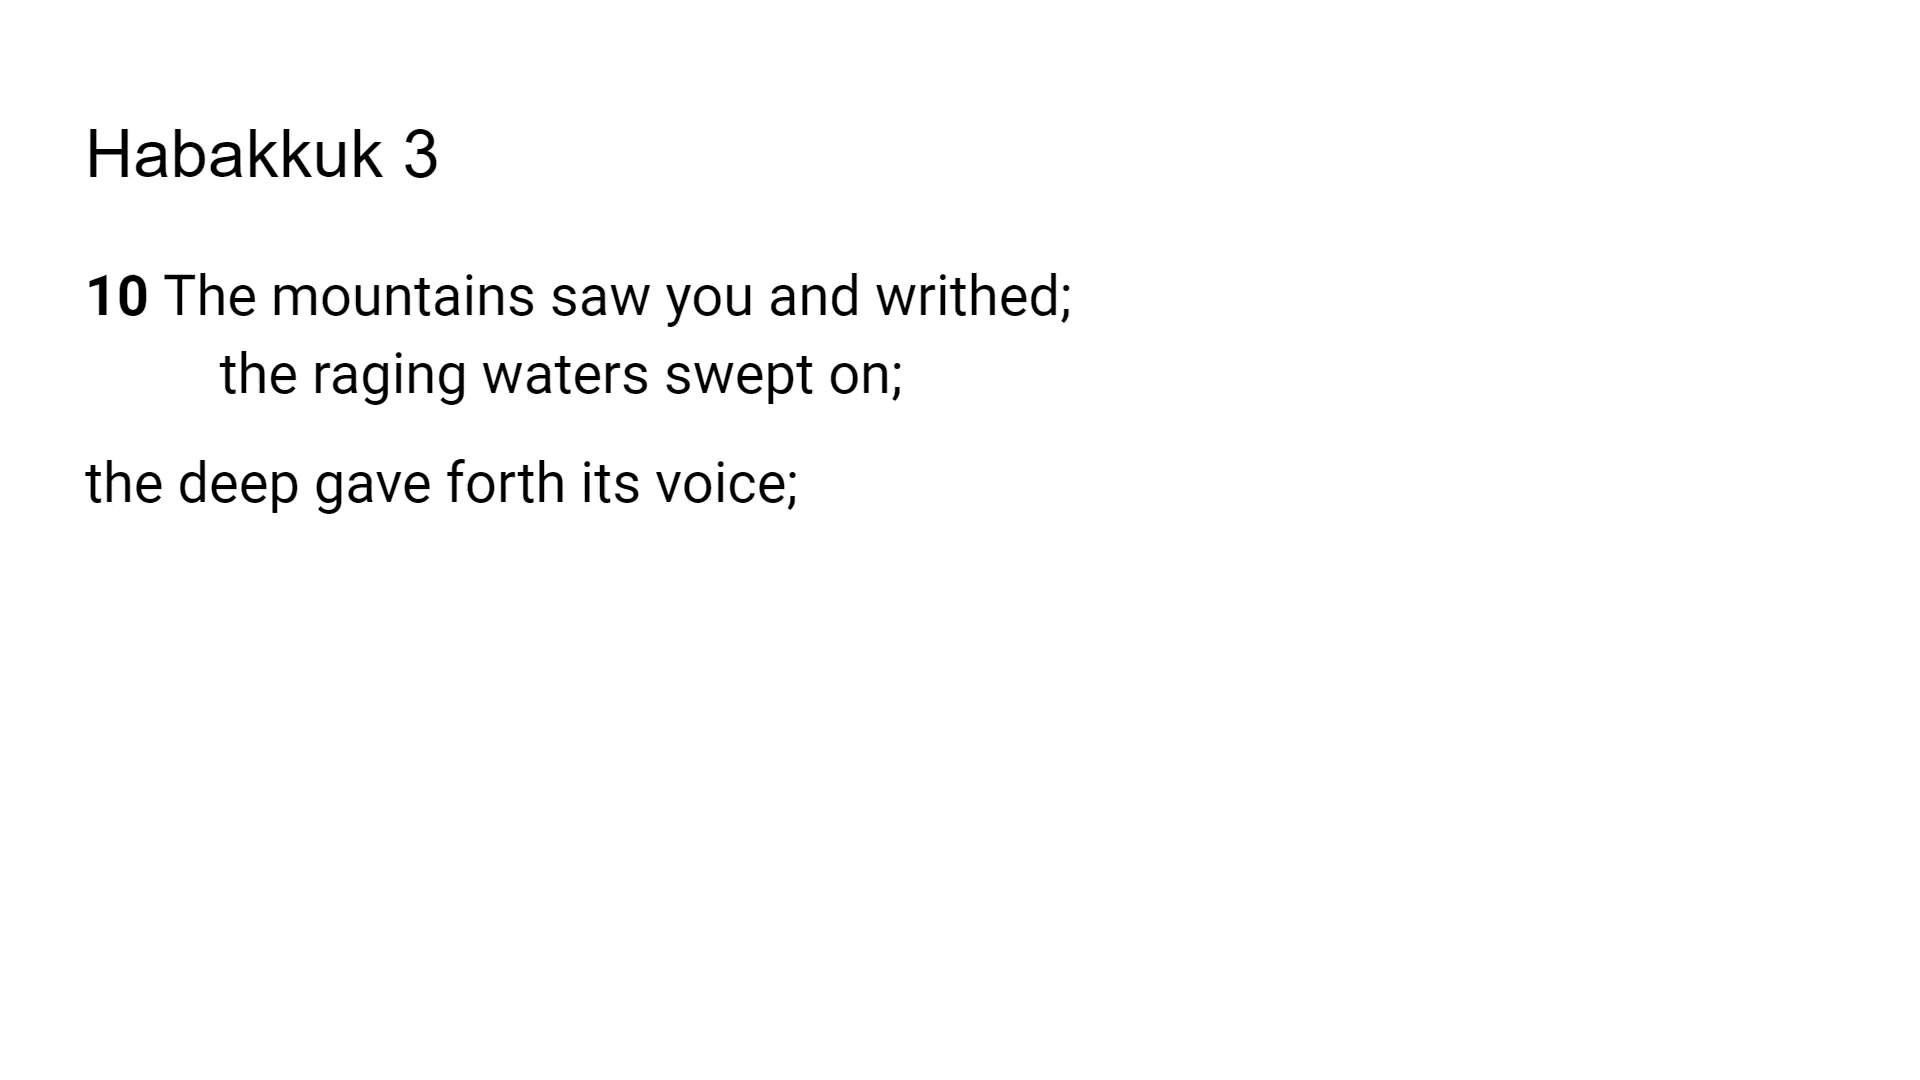 Habakkuk 3
10 The mountains saw you and writhed;
the raging waters swept on;
the deep gave forth its voice;